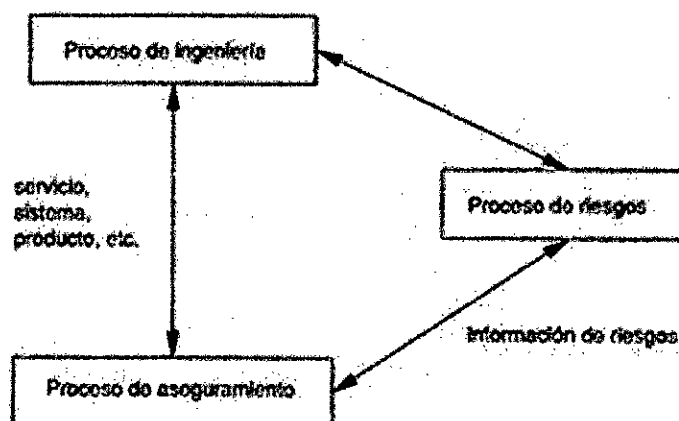 Proceso de ingeniería
servicio,
sistema,
producto, etc.
Proceso de riesgos
Información de riesgos
Proceso de aseguramiento